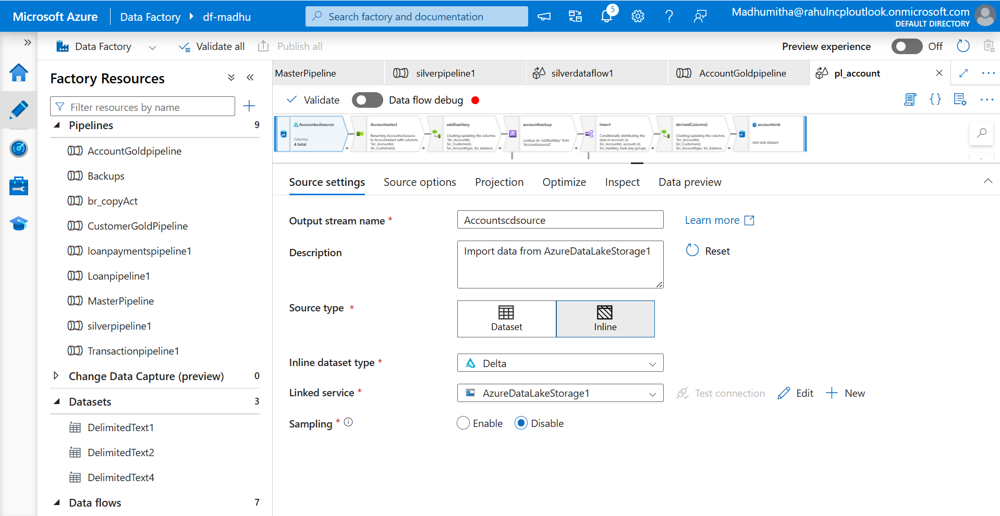 Microsoft Azure
Data Factory
df-madhu
Search factory and documentation
5
Madhumitha@rahulncploutlook.onmicrosoft.com
DEFAULT DIRECTORY
Data Factory
Validate all
Publish all
Preview experience
Off
Factory Resources
Filter resources by name
Pipelines
9
AccountGoldpipeline
Backups
br_copyAct
CustomerGoldPipeline
loanpaymentspipeline1
Loanpipeline1
MasterPipeline
silverpipeline1
Transactionpipeline1
Change Data Capture (preview)
0
Datasets
3
DelimitedText1
DelimitedText2
DelimitedText4
Data flows
7
MasterPipeline
silverpipeline1
silverdataflow1
AccountGoldpipeline
pl_account
Validate
Data flow debug
Accountscdsource
Columns:
4 total
Accountselect
Renaming Accountscdsource
to Accountselect with columns
'Src_Accountid,
Src_Customerid,
addhashkey
Creating/updating the columns
'Src_Accountid,
Src_Customerid,
Src_Accounttype, Src_balance,
accountlookup
Lookup on 'addhashkey' from
'Accountssource2'
Insert
Conditionally distributing the
data in account_id,
Src_Accountid, account_id,
Src_hashkey, hask_key groups,
derivedColumn2
Creating/updating the columns
'Src_Accountid,
Src_Customerid,
Src_Accounttype, Src_balance,
accountsink
Add sink dataset
Source settings
Source options
Projection
Optimize
Inspect
Data preview
Output stream name *
Accountscdsource
Learn more
Description
Import data from AzureDataLakeStorage1
Reset
Source type *
Dataset
Inline
Inline dataset type *
Delta
Linked service *
AzureDataLakeStorage1
Test connection
Edit
New
Sampling *
Enable
Disable